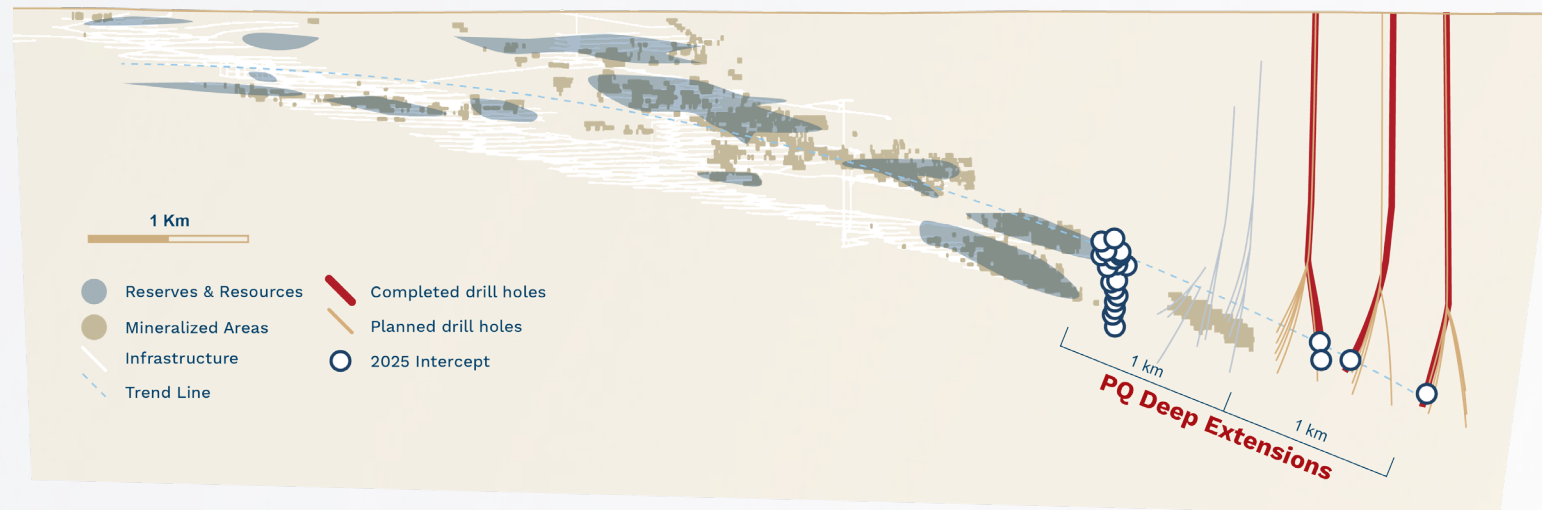 1 Km
Reserves & Resources
Mineralized Areas
Infrastructure
Trend Line
Completed drill holes
Planned drill holes
2025 Intercept
1 km
1 km
PQ Deep Extensions